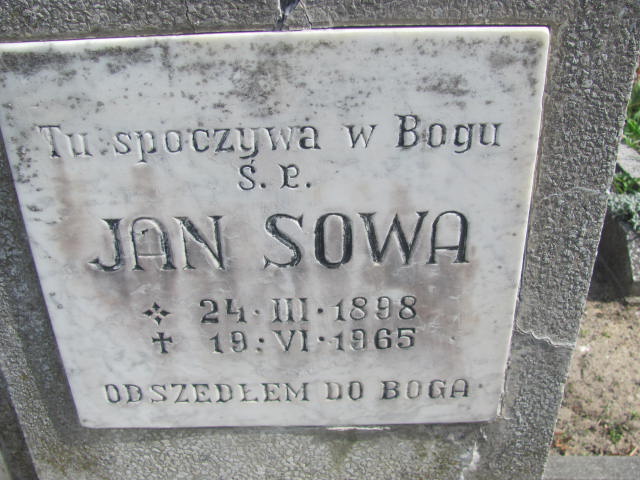 Tu spoczywa w Bogu
Ś. P.
JAN SOWA
24 · III · 1898
✝ 19 · VI · 1965
ODSZEDŁEM DO BOGA